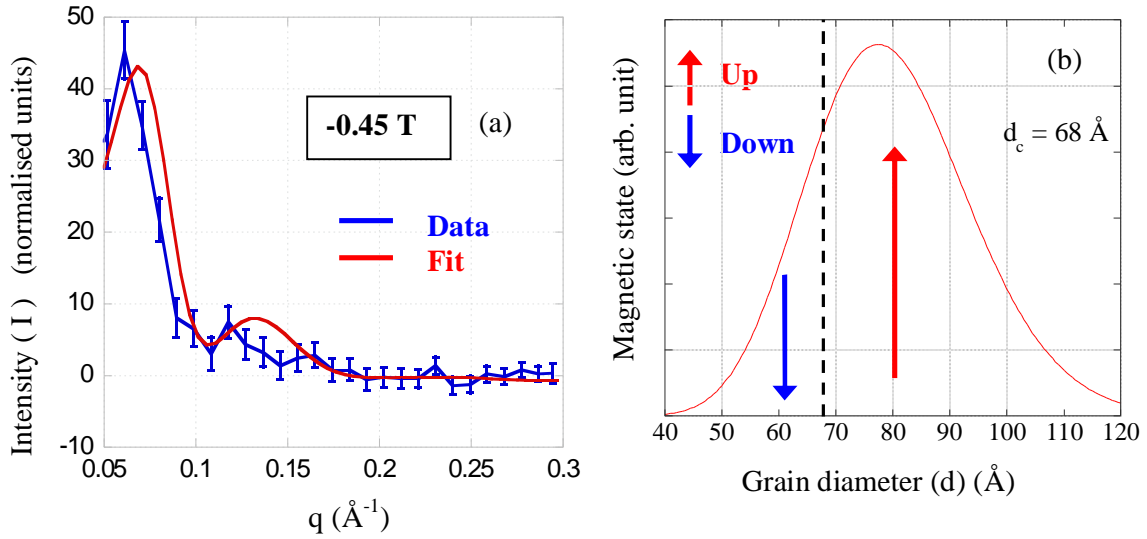 50
40
30
20
10
0
-10
0.05
0.1
0.15
0.2
0.25
0.3
Intensity ( I ) (normalised units)
q (Å-1)
-0.45 T
(a)
Data
Fit
(b)
Up
Down
dc = 68 Å
Magnetic state (arb. unit)
40 50 60 70 80 90 100 110 120
Grain diameter (d) (Å)